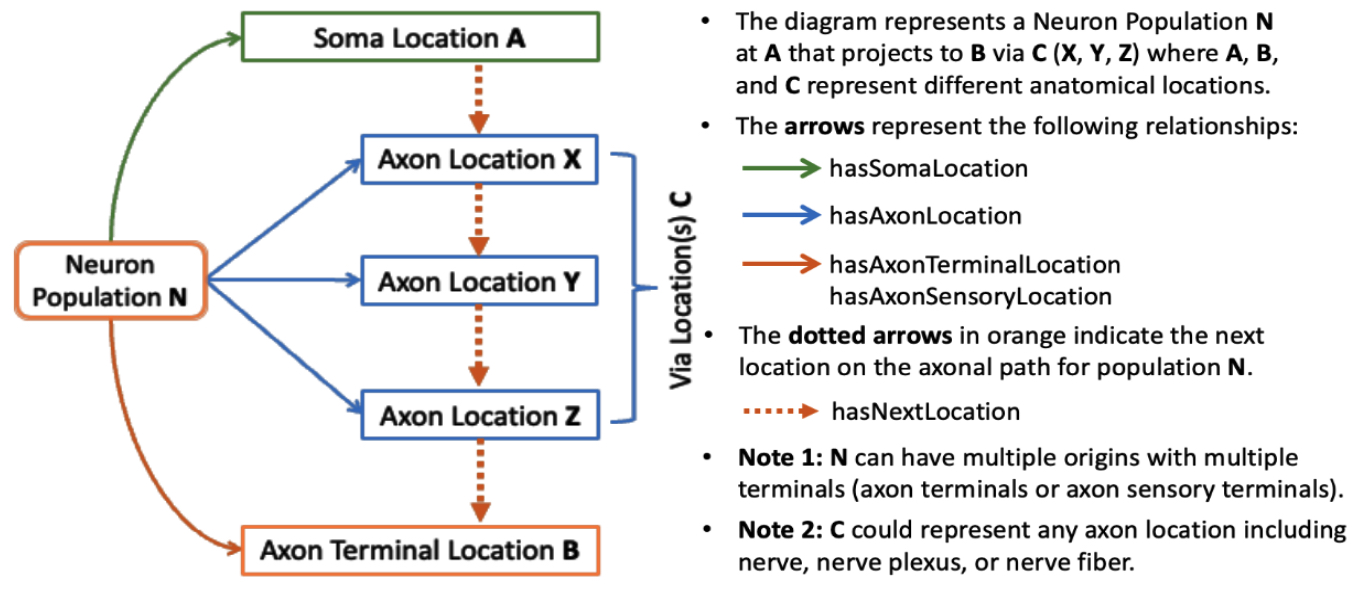 Soma Location A
Axon Location X
Axon Location Y
Axon Location Z
Axon Terminal Location B
Neuron
Population N
Via Location(s) C
• The diagram represents a Neuron Population N
at A that projects to B via C (X, Y, Z) where A, B,
and C represent different anatomical locations.
• The arrows represent the following relationships:
hasSomaLocation
hasAxonLocation
hasAxonTerminalLocation
hasAxonSensoryLocation
• The dotted arrows in orange indicate the next
location on the axonal path for population N.
hasNextLocation
• Note 1: N can have multiple origins with multiple
terminals (axon terminals or axon sensory terminals).
• Note 2: C could represent any axon location including
nerve, nerve plexus, or nerve fiber.